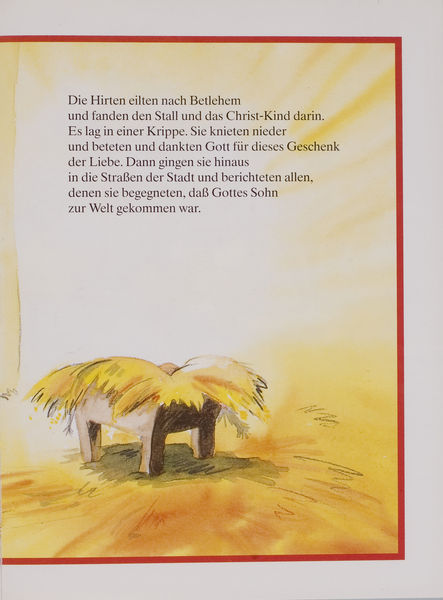 Die Hirten eilten nach Betlehem
und fanden den Stall und das Christ-Kind darin.
Es lag in einer Krippe. Sie knieten nieder
und beteten und dankten Gott für dieses Geschenk
der Liebe. Dann gingen sie hinaus
in die Straßen der Stadt und berichteten allen,
denen sie begegneten, daß Gottes Sohn
zur Welt gekommen war.